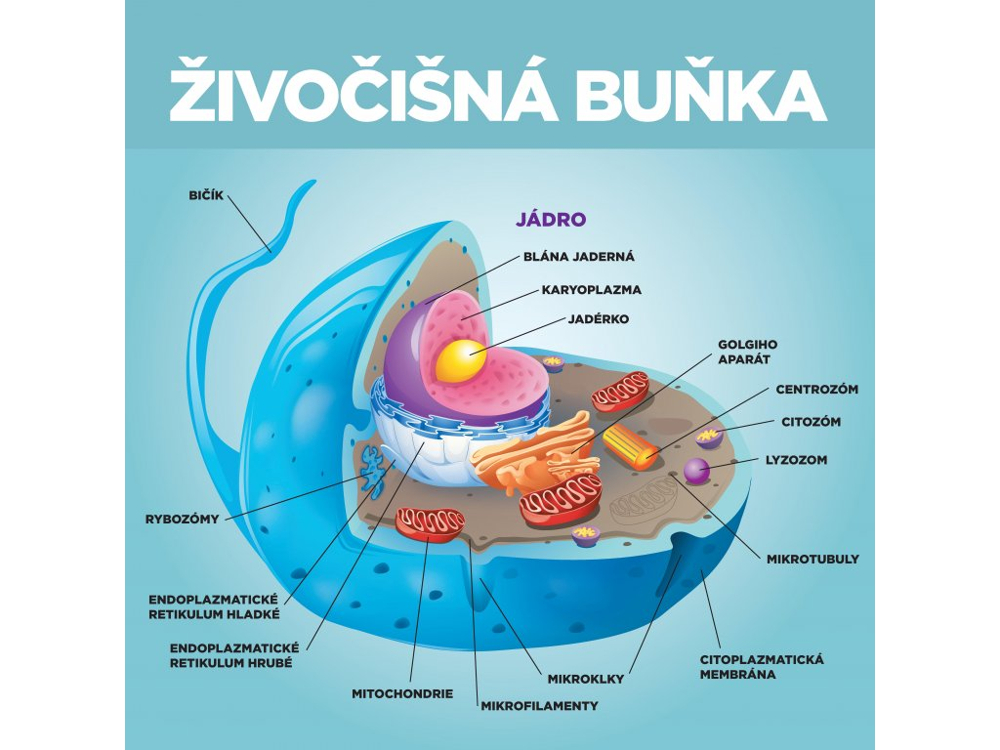 ŽIVOČIŠNÁ BUŇKA
BIČÍK
JÁDRO
BLÁNA JADERNÁ
KARYOPLAZMA
JADÉRKO
GOLGIHO
APARÁT
CENTROZÓM
CITOZÓM
LYZOZOM
RYBOZÓMY
MIKROTUBULY
ENDOPLAZMATICKÉ
RETIKULUM HLADKÉ
ENDOPLAZMATICKÉ
RETIKULUM HRUBÉ
CITOPLAZMATICKÁ
MEMBRÁNA
MIKROKLKY
MITOCHONDRIE
MIKROFILAMENTY